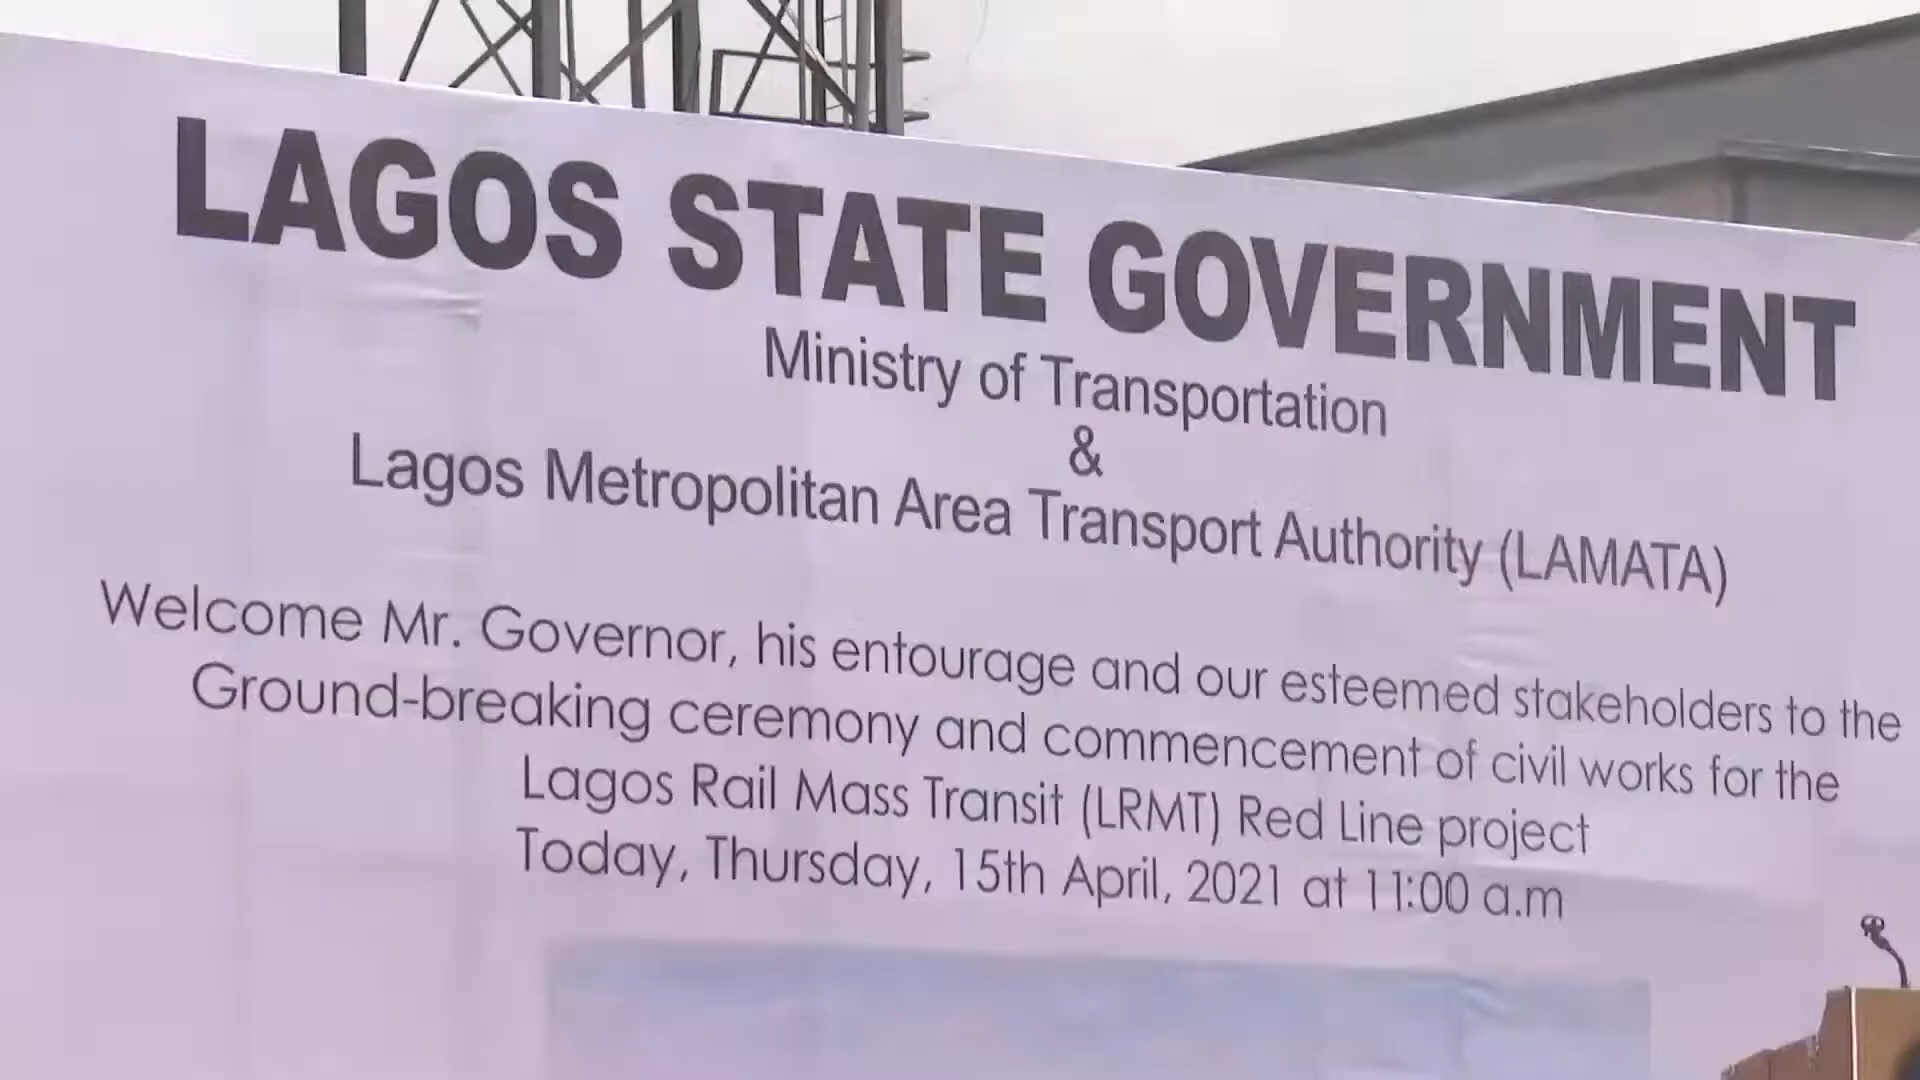 LAGOS STATE GOVERNMENT
Ministry of Transportation
&
Lagos Metropolitan Area Transport Authority (LAMATA)
Welcome Mr. Governor, his entourage and our esteemed stakeholders to the
Ground-breaking ceremony and commencement of civil works for the
Lagos Rail Mass Transit (LRMT) Red Line project
Today, Thursday, 15th April, 2021 at 11:00 a.m